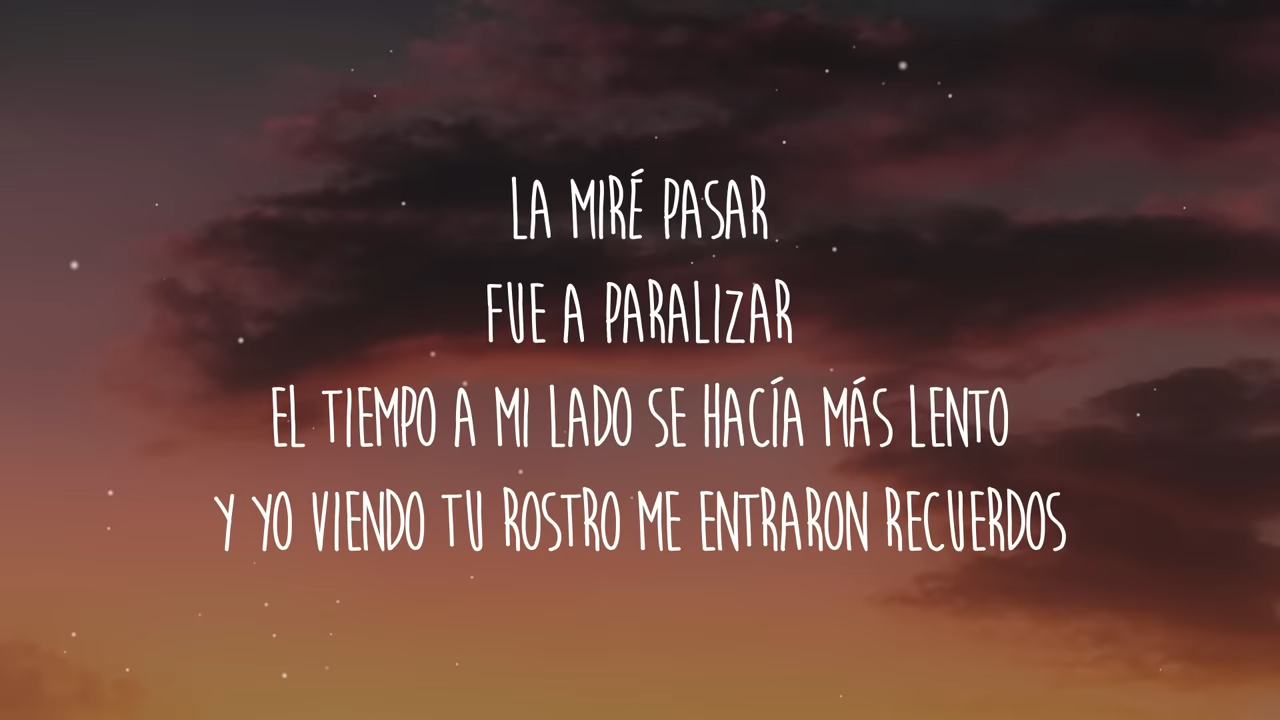 LA MIRÉ PASAR
FUE A PARALIZAR
EL TIEMPO A MI LADO SE HACÍA MÁS LENTO
Y YO VIENDO TU ROSTRO ME ENTRARON RECUERDOS